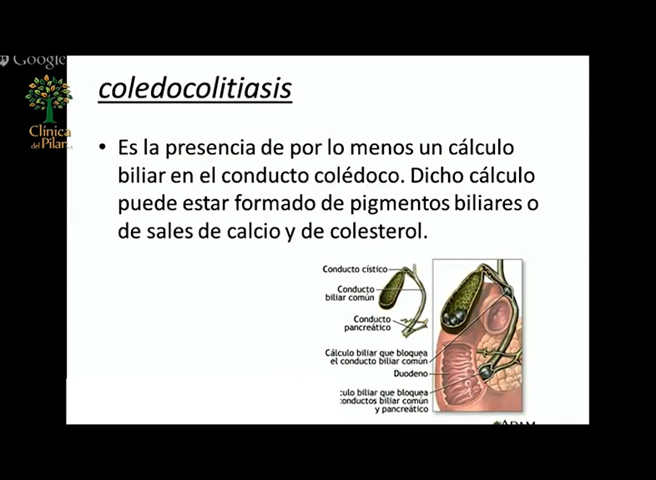 Google
coledocolitiasis
Clínica
del Pilar
• Es la presencia de por lo menos un cálculo
biliar en el conducto colédoco. Dicho cálculo
puede estar formado de pigmentos biliares o
de sales de calcio y de colesterol.
Conducto cístico
Conducto
biliar común
Conducto
pancreático
Cálculo biliar que bloquea
el conducto biliar común
Duodeno
culo biliar que bloquea
conductos biliar común
y pancreático
ADAM